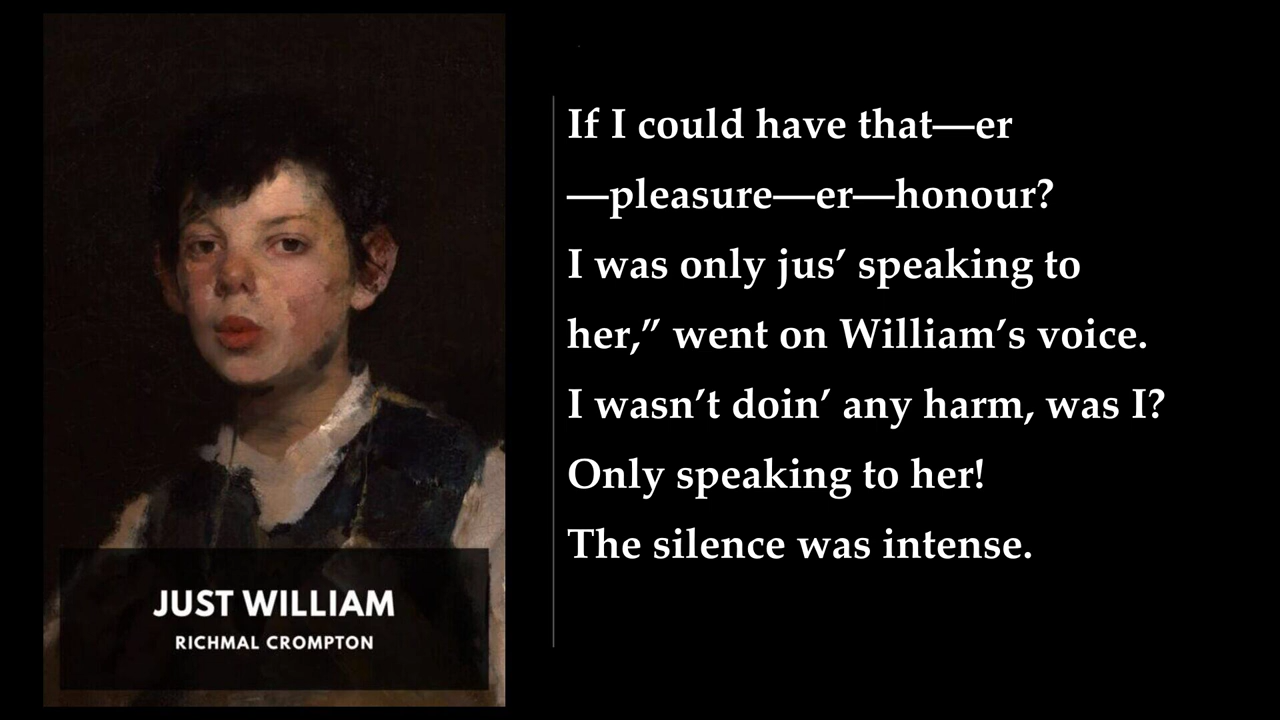 JUST WILLIAM
RICHMAL CROMPTON
If I could have that—er
—pleasure—er—honour?
I was only jus’ speaking to
her,” went on William’s voice.
I wasn’t doin’ any harm, was I?
Only speaking to her!
The silence was intense.